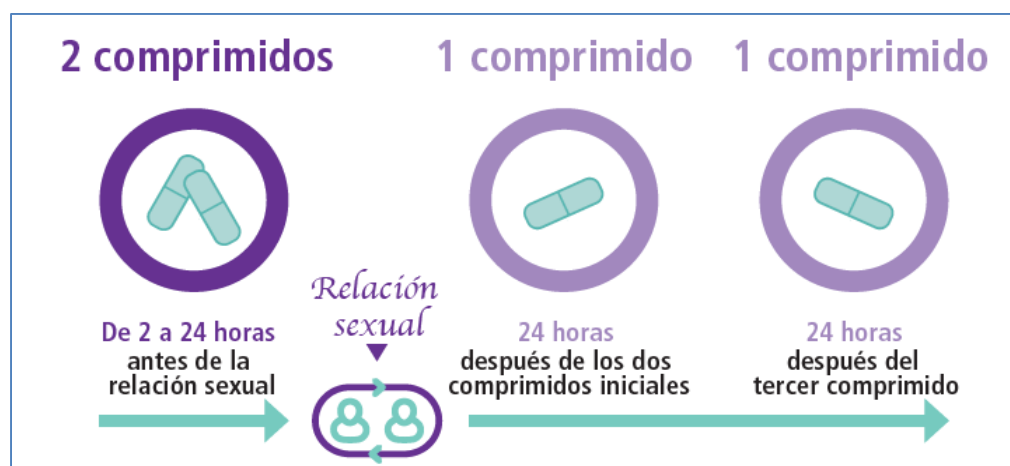 2 comprimidos
1 comprimido
1 comprimido
De 2 a 24 horas
antes de la
relación sexual
Relación
sexual
24 horas
después de los dos
comprimidos iniciales
24 horas
después del
tercer comprimido